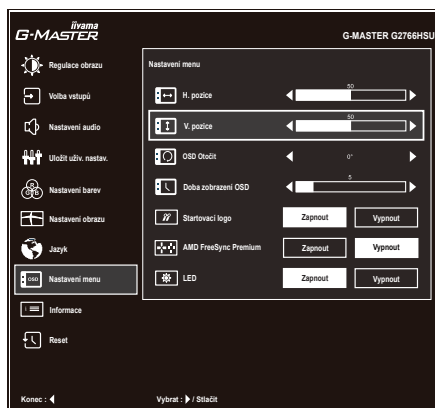 iiyama
G-MASTER
G-MASTER G2766HSU
Regulace obrazu
Volba vstupů
Nastavení audio
Uložit uživ. nastav.
Nastavení barev
Nastavení obrazu
Jazyk
OSD Nastavení menu
Informace
Reset
Nastavení menu
H. pozice 50
V. pozice 50
OSD Otočit 0°
Doba zobrazení OSD 5
Startovací logo Zapnout Vypnout
AMD FreeSync Premium Zapnout Vypnout
LED Zapnout Vypnout
Konec : Vybrat : / Stlačit